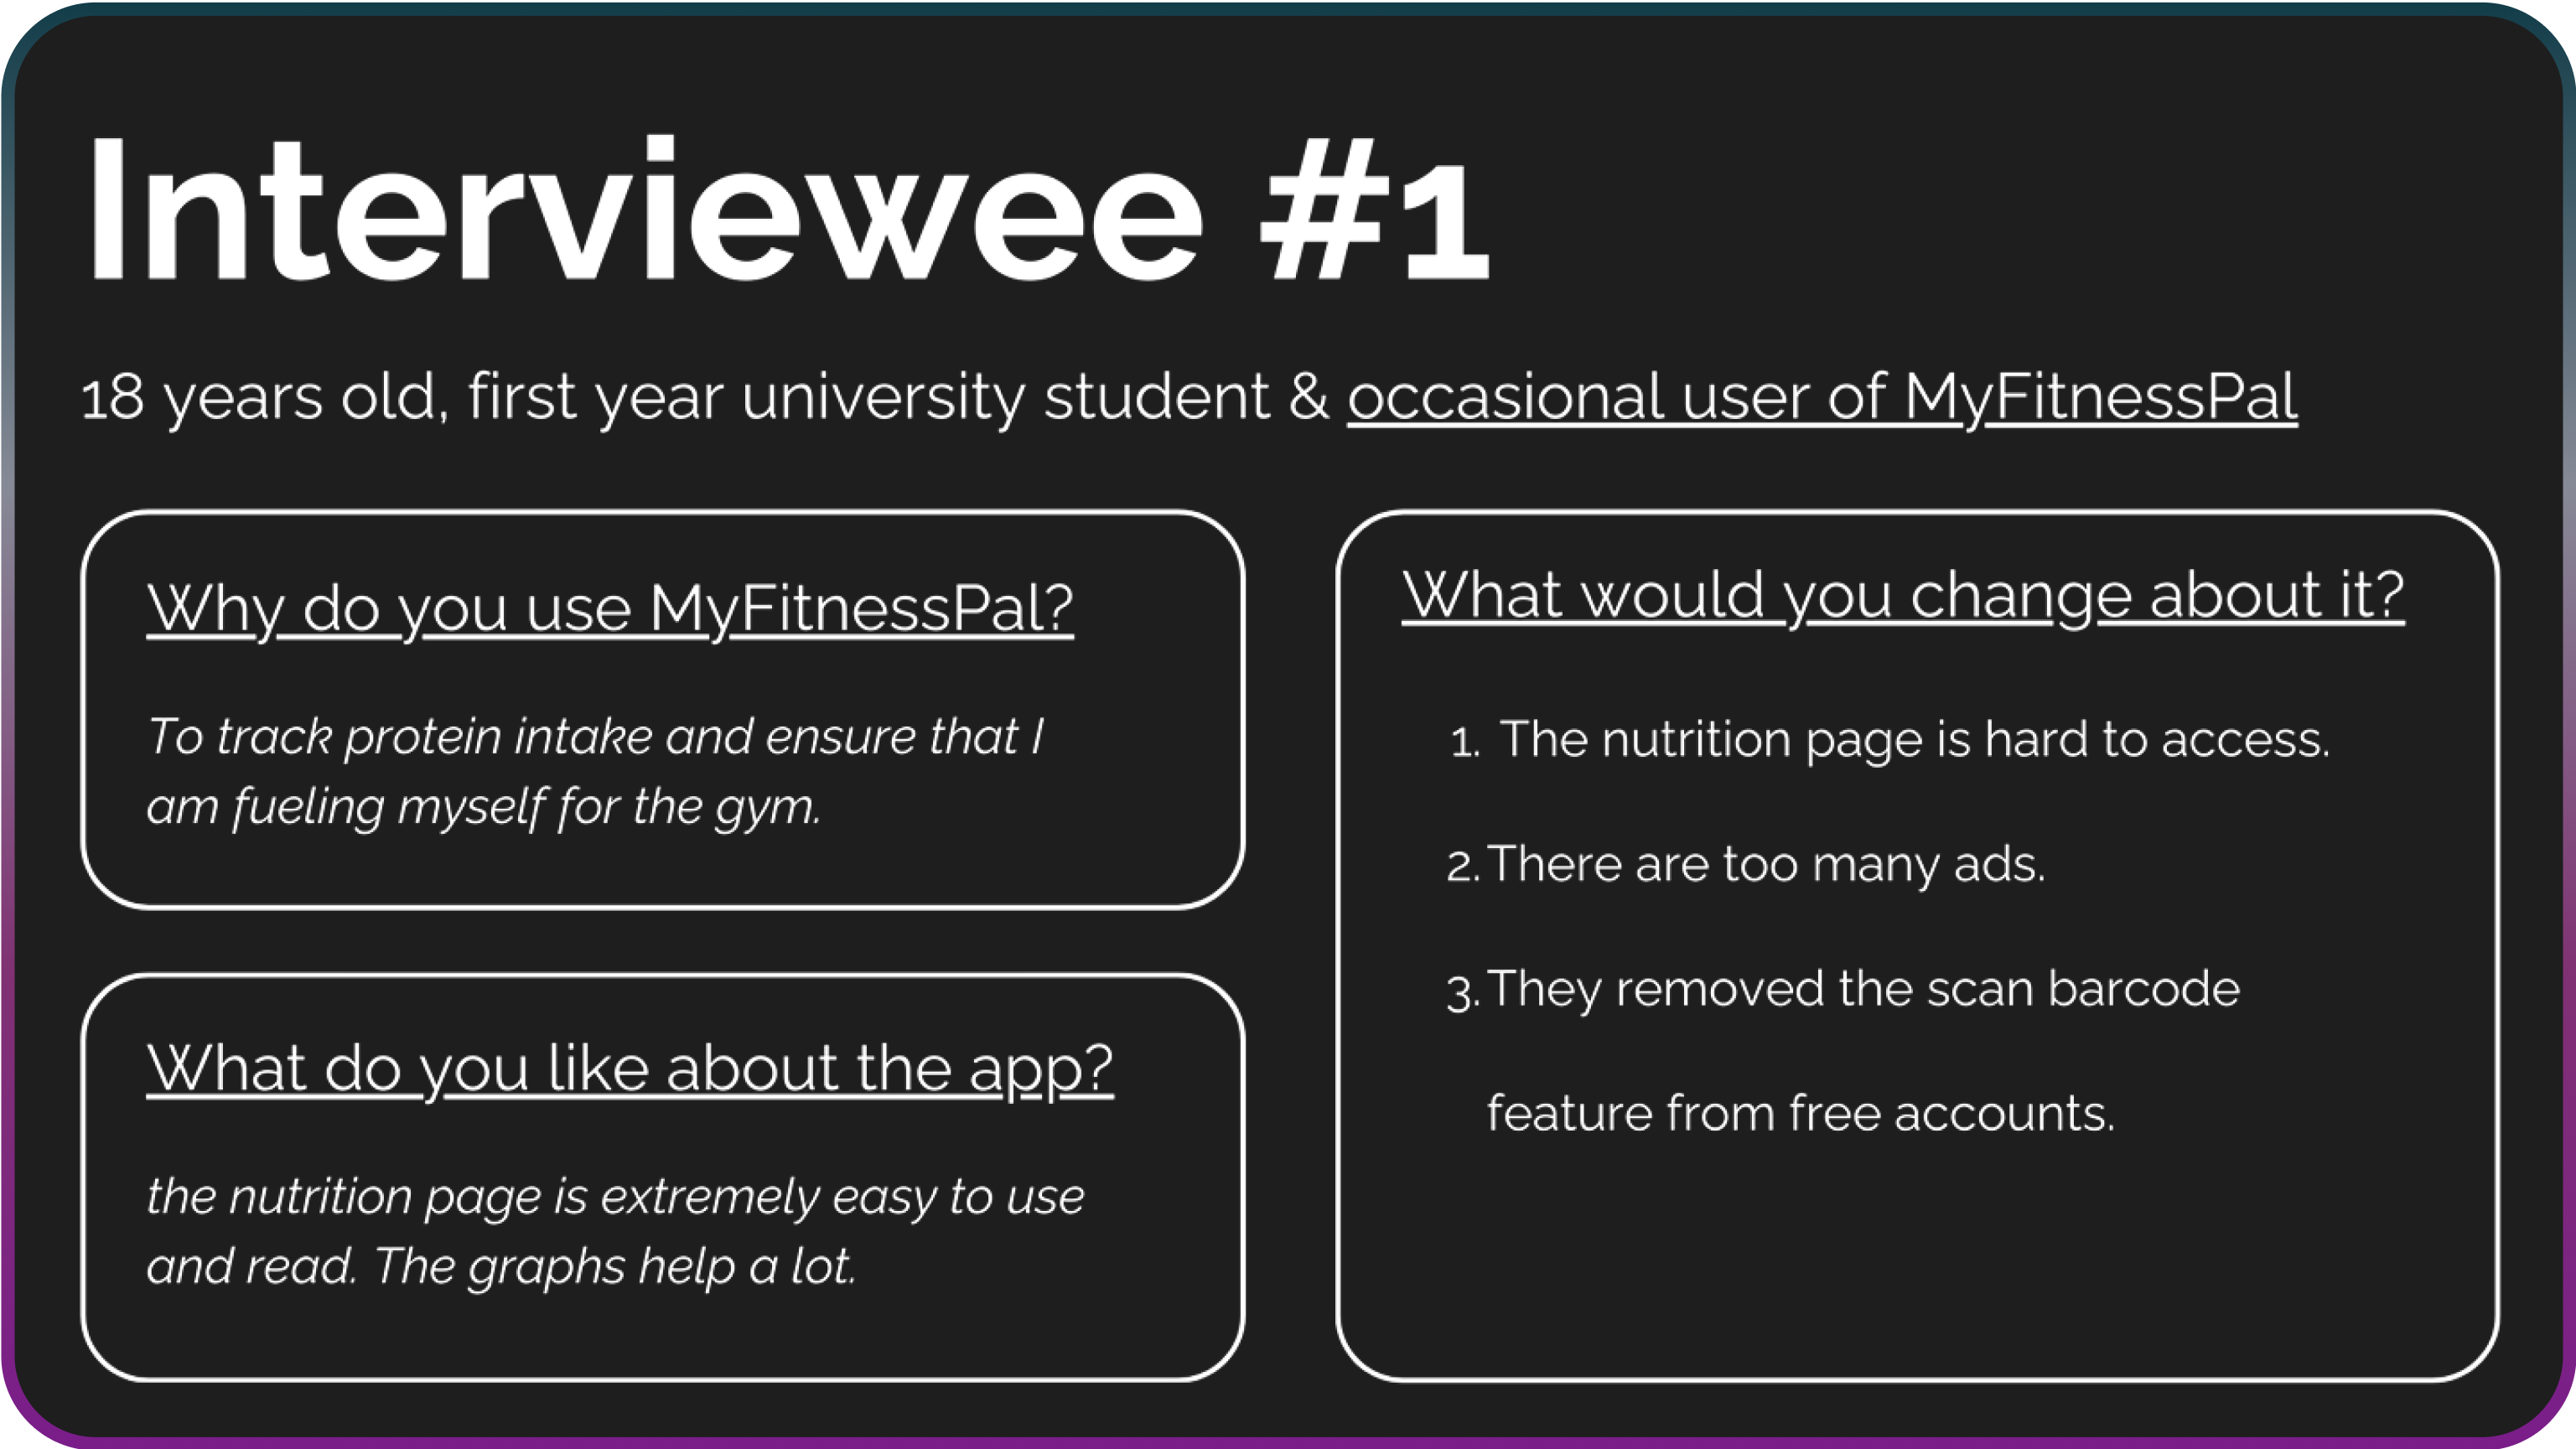 Interviewee #1
18 years old, first year university student & occasional user of MyFitnessPal
Why do you use MyFitnessPal?
To track protein intake and ensure that I
am fueling myself for the gym.
What do you like about the app?
the nutrition page is extremely easy to use
and read. The graphs help a lot.
What would you change about it?
1. The nutrition page is hard to access.
2. There are too many ads.
3. They removed the scan barcode
feature from free accounts.